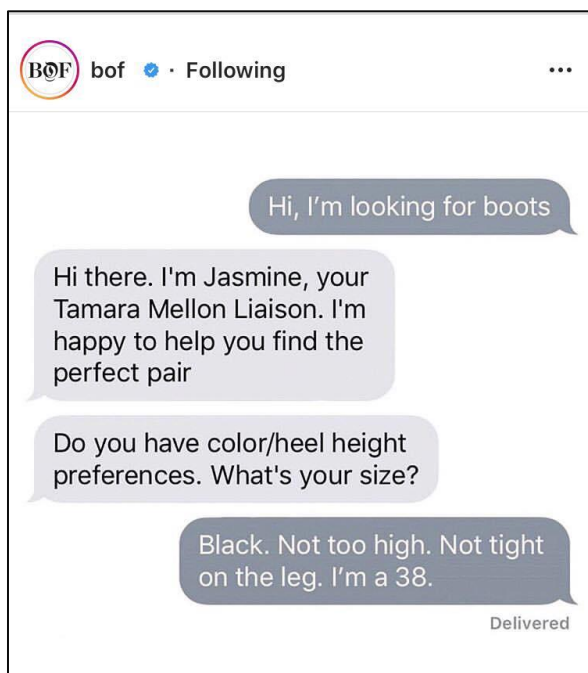 BOF
bof · Following
Hi, I’m looking for boots
Hi there. I'm Jasmine, your
Tamara Mellon Liaison. I'm
happy to help you find the
perfect pair
Do you have color/heel height
preferences. What's your size?
Black. Not too high. Not tight
on the leg. I’m a 38.
Delivered